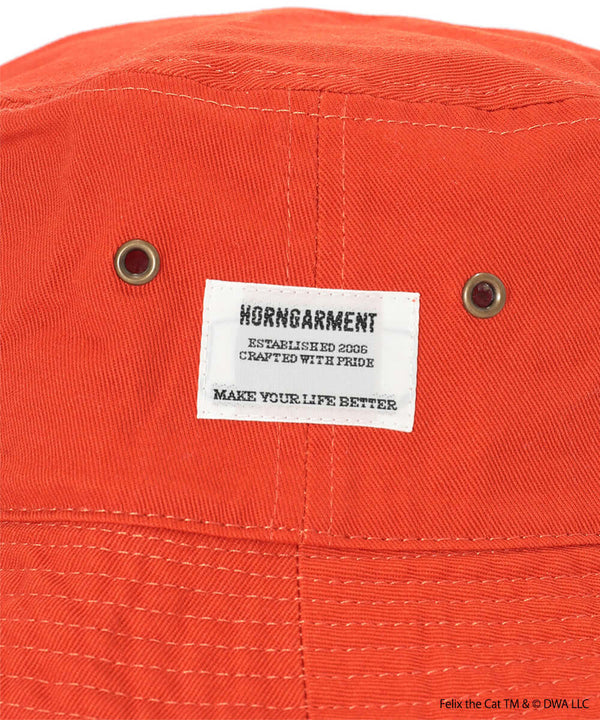 HORNGARMENT
ESTABLISHED 2006
CRAFTED WITH PRIDE
MAKE YOUR LIFE BETTER
Felix the Cat TM & © DWA LLC